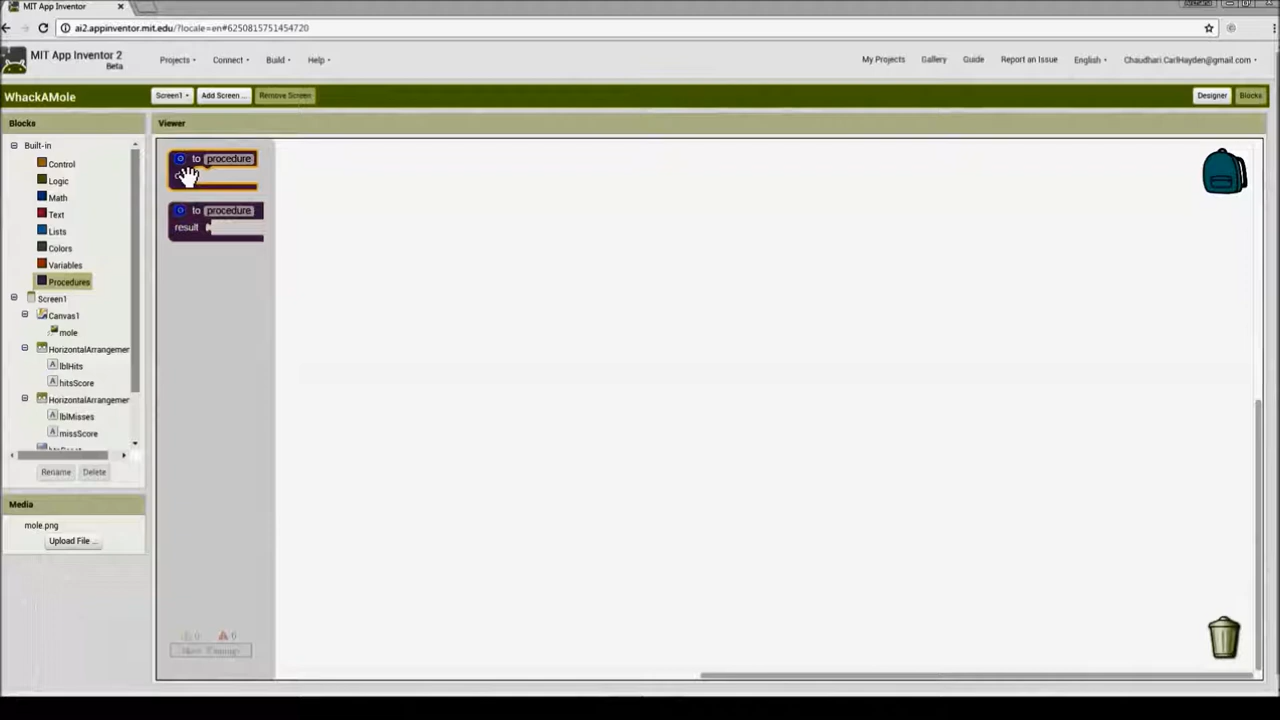 MIT App Inventor 2
ai2.appinventor.mit.edu/?locale=en#6250815751454720
MIT App Inventor 2
Beta
Projects
Connect
Build
Help
My Projects
Gallery
Guide
Report an Issue
English
Chaudhari.CarlHayden@gmail.com
WhackAMole
Screen1
Add Screen ...
Remove Screen
Designer
Blocks
Blocks
Viewer
Built-in
Control
Logic
Math
Text
Lists
Colors
Variables
Procedures
Screen1
Canvas1
mole
HorizontalArrangemer
lblHits
hitsScore
HorizontalArrangemer
lblMisses
missScore
Rename
Delete
Media
mole.png
Upload File ...
to procedure
to procedure
result
0
0